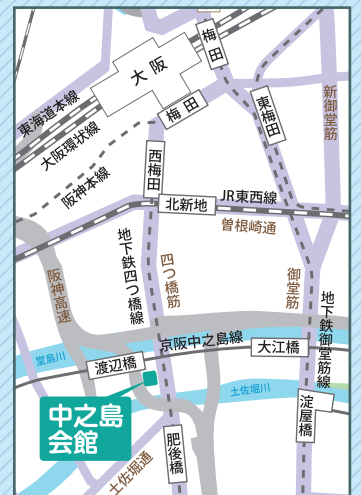 梅田
大阪
梅田
東梅田
新御堂筋
東海道本線
大阪環状線
阪神本線
西梅田
北新地
JR東西線
曽根崎通
地下鉄四つ橋線
四つ橋筋
御堂筋
阪神高速
地下鉄御堂筋線
京阪中之島線
大江橋
堂島川
渡辺橋
土佐堀川
淀屋橋
中之島
会館
肥後橋
土佐堀通